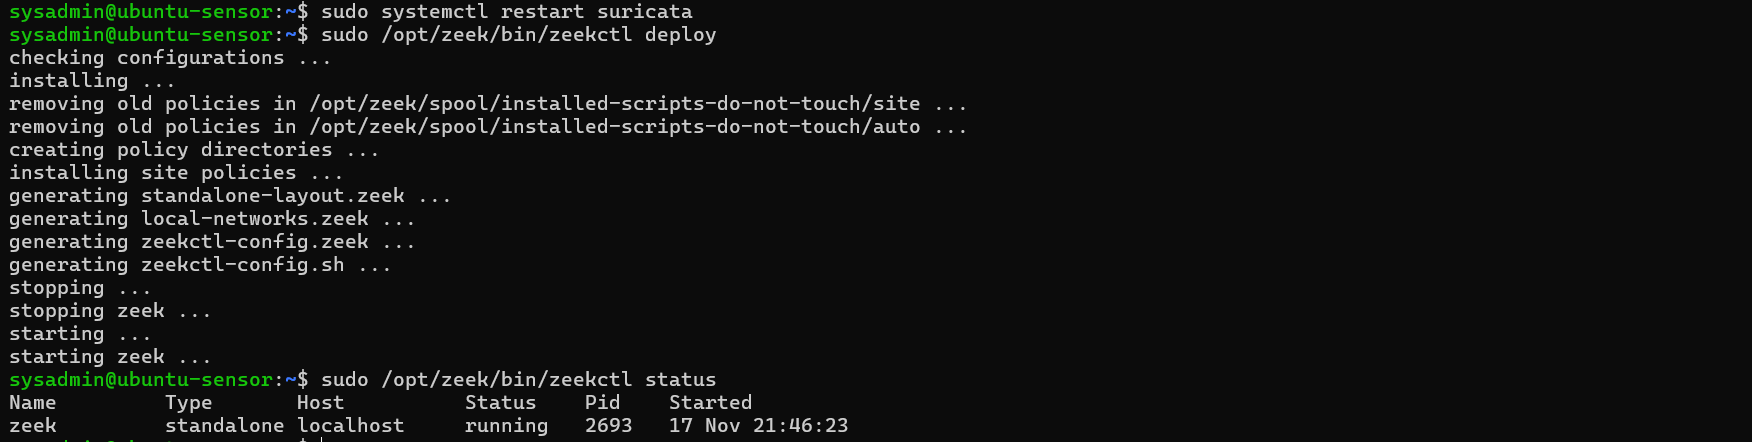 sysadmin@ubuntu-sensor:~$ sudo systemctl restart suricata
sysadmin@ubuntu-sensor:~$ sudo /opt/zeek/bin/zeekctl deploy
checking configurations ...
installing ...
removing old policies in /opt/zeek/spool/installed-scripts-do-not-touch/site ...
removing old policies in /opt/zeek/spool/installed-scripts-do-not-touch/auto ...
creating policy directories ...
installing site policies ...
generating standalone-layout.zeek ...
generating local-networks.zeek ...
generating zeekctl-config.zeek ...
generating zeekctl-config.sh ...
stopping ...
stopping zeek ...
starting ...
starting zeek ...
sysadmin@ubuntu-sensor:~$ sudo /opt/zeek/bin/zeekctl status
Name         Type       Host          Status    Pid    Started
zeek         standalone localhost     running   2693   17 Nov 21:46:23